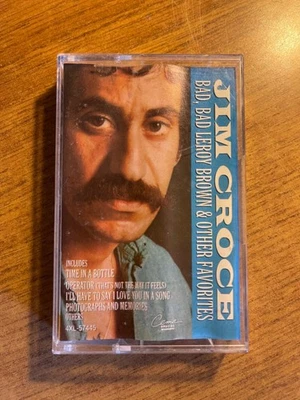 JIM CROCE
BAD, BAD LEROY BROWN & OTHER FAVORITES
INCLUDES
TIME IN A BOTTLE
OPERATOR (THAT'S NOT THE WAY IT FEELS)
I'LL HAVE TO SAY I LOVE YOU IN A SONG
PHOTOGRAPHS AND MEMORIES
OTHERS
4XL-57445
Cema